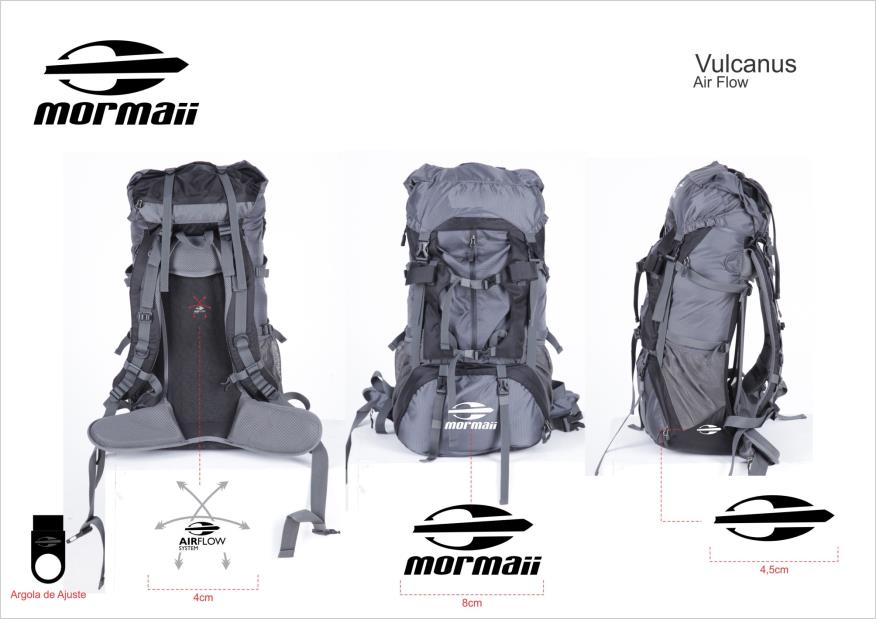 mormaii
Vulcanus
Air Flow
mormaii
AIRFLOW
SYSTEM
mormaii
Argola de Ajuste
4cm
8cm
4,5cm